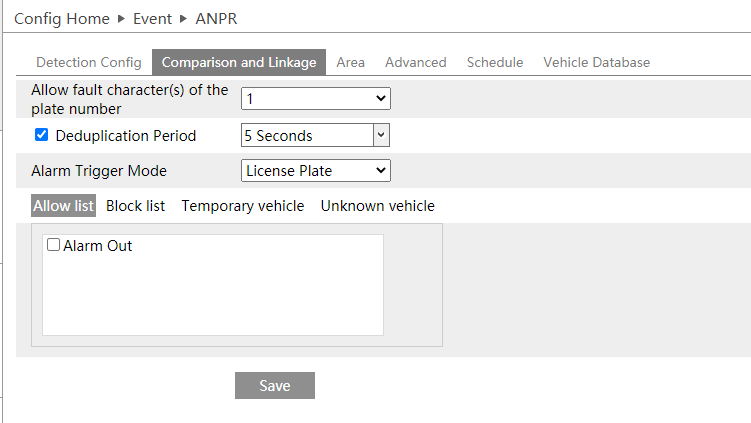 Config Home ▶ Event ▶ ANPR
Detection Config Comparison and Linkage Area Advanced Schedule Vehicle Database
Allow fault character(s) of the
plate number
1
Deduplication Period 5 Seconds
Alarm Trigger Mode License Plate
Allow list Block list Temporary vehicle Unknown vehicle
Alarm Out
Save